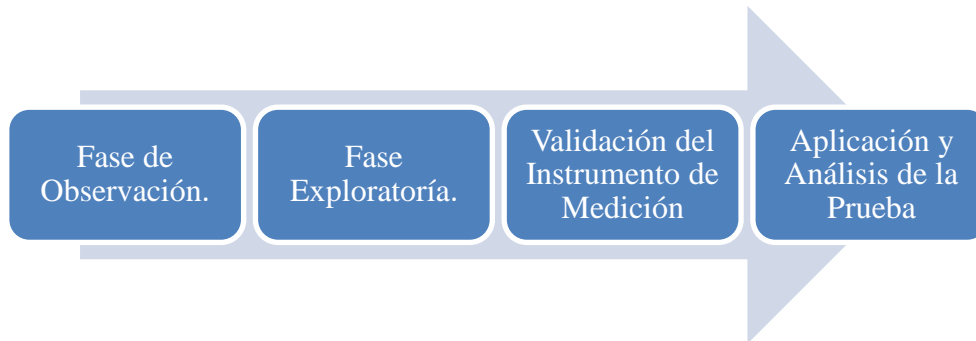 Fase de
Observación.
Fase
Exploratoría.
Validación del
Instrumento de
Medición
Aplicación y
Análisis de la
Prueba